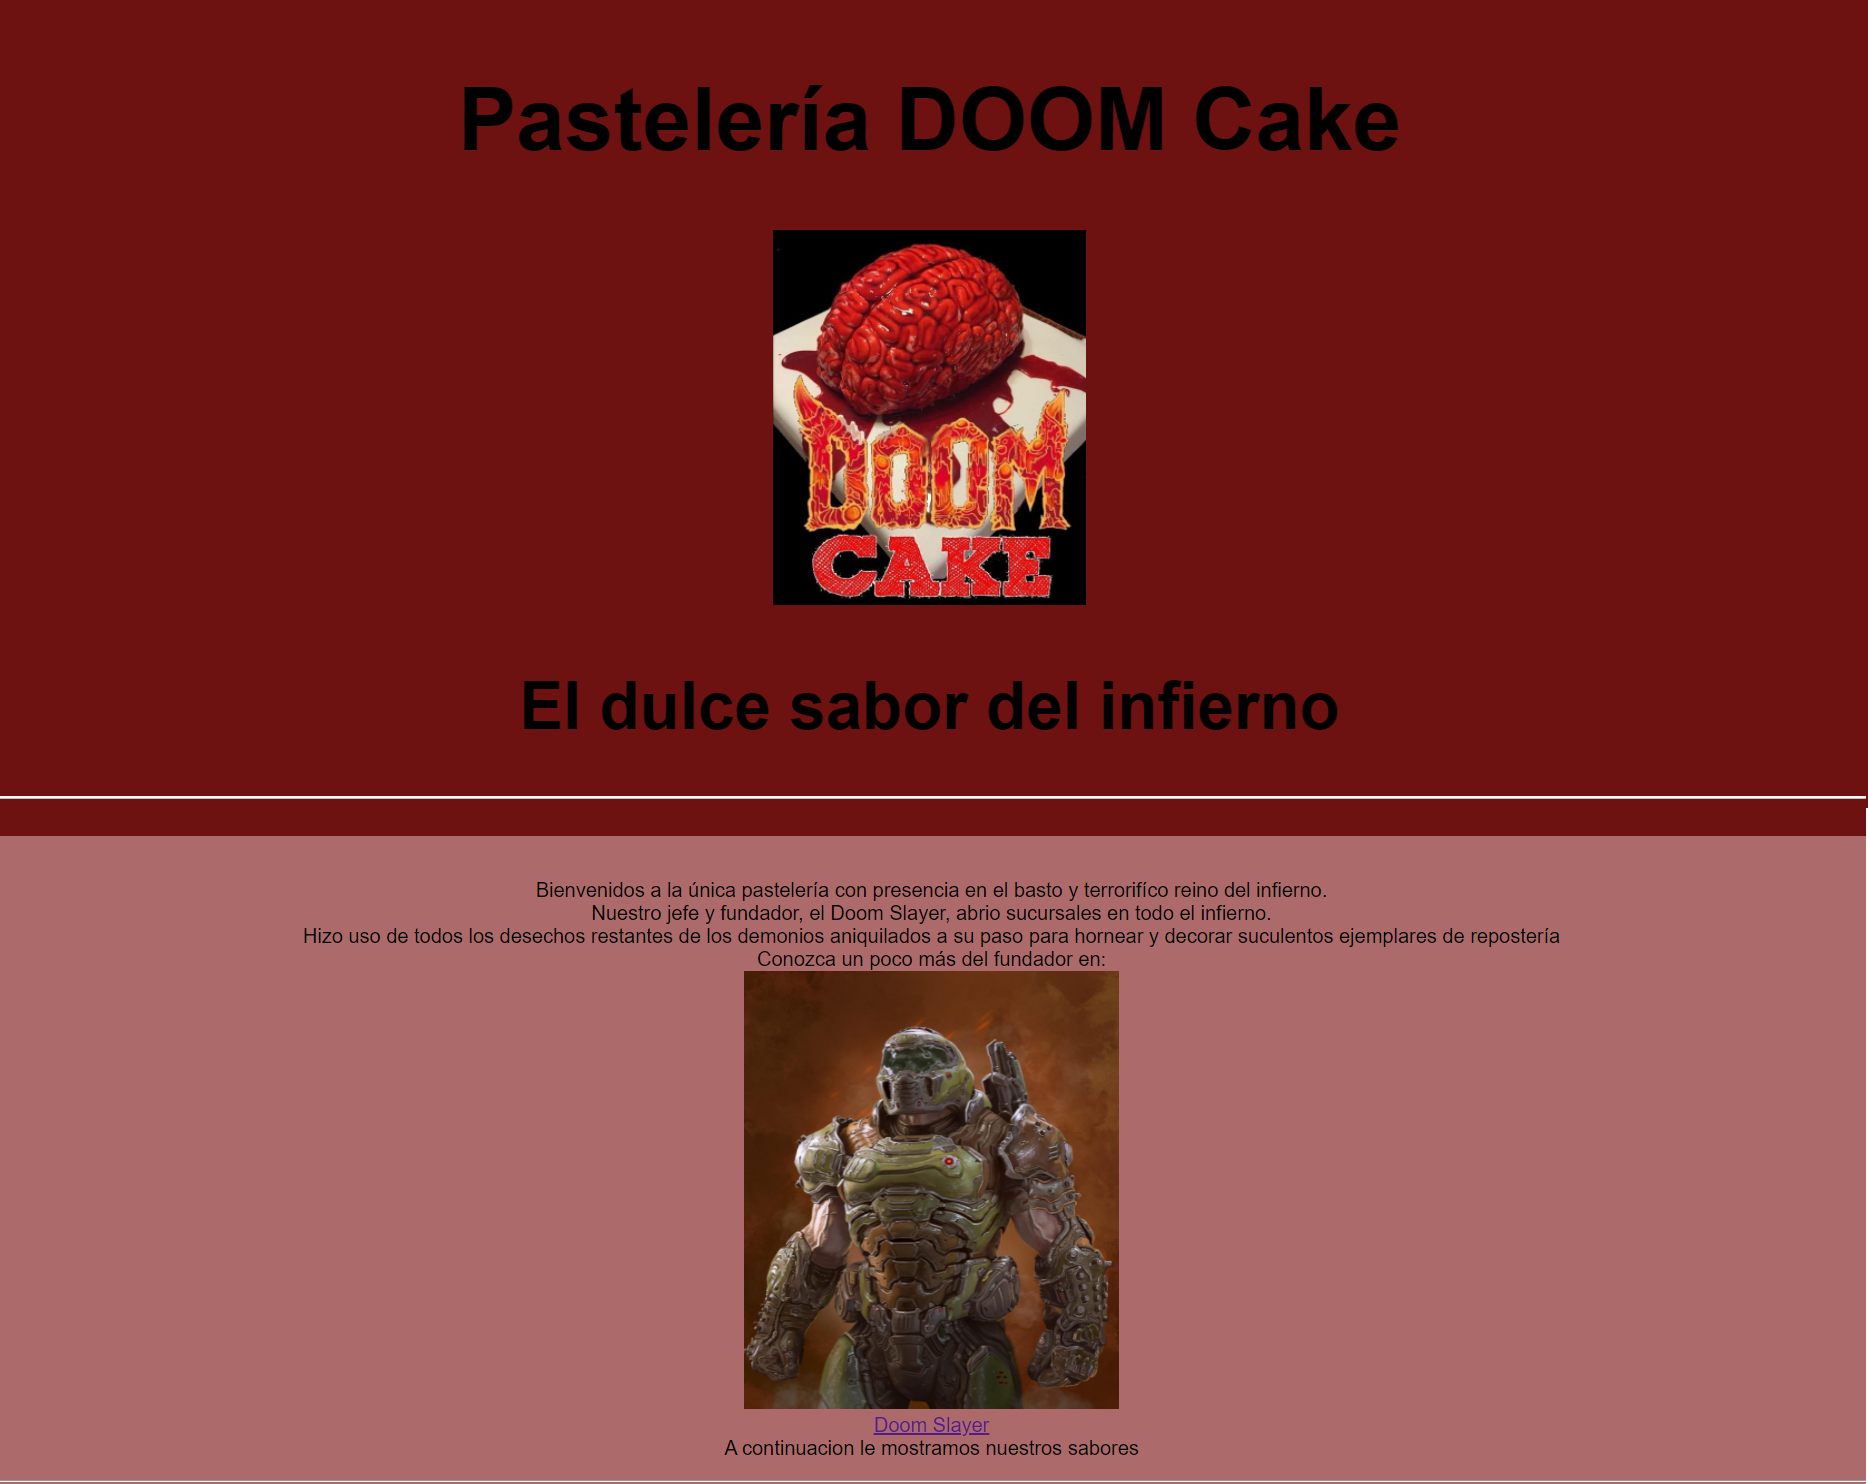 Pastelería DOOM Cake
DOOM
CAKE
El dulce sabor del infierno
Bienvenidos a la única pastelería con presencia en el basto y terrorifíco reino del infierno.
Nuestro jefe y fundador, el Doom Slayer, abrio sucursales en todo el infierno.
Hizo uso de todos los desechos restantes de los demonios aniquilados a su paso para hornear y decorar suculentos ejemplares de repostería
Conozca un poco más del fundador en:
Doom Slayer
A continuacion le mostramos nuestros sabores